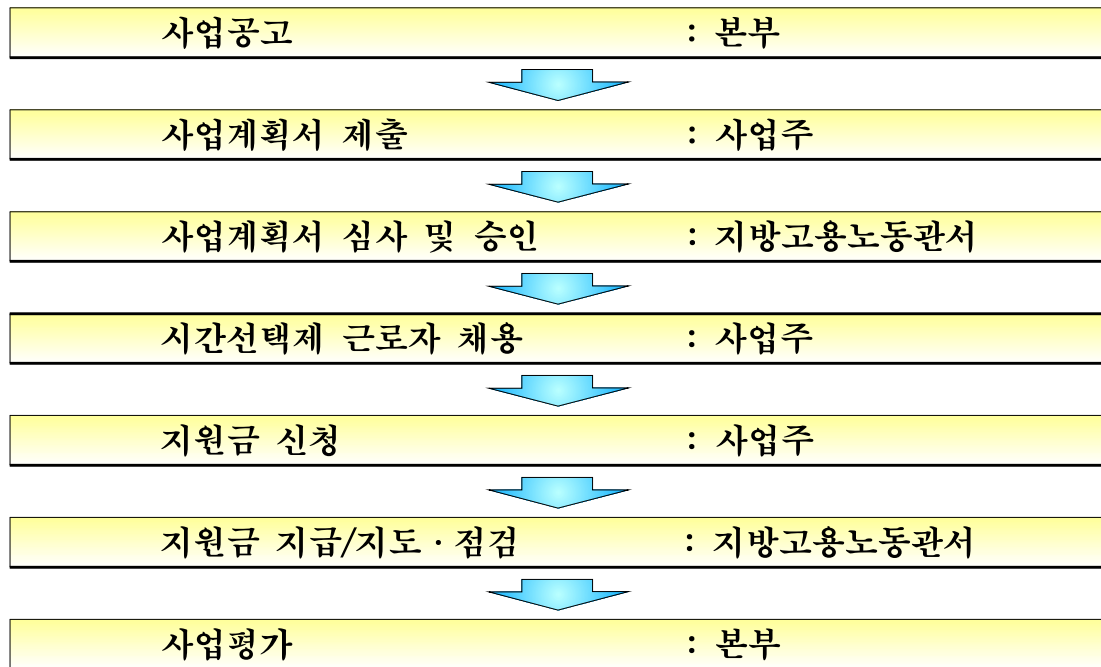 사업공고 : 본부
사업계획서 제출 : 사업주
사업계획서 심사 및 승인 : 지방고용노동관서
시간선택제 근로자 채용 : 사업주
지원금 신청 : 사업주
지원금 지급/지도·점검 : 지방고용노동관서
사업평가 : 본부